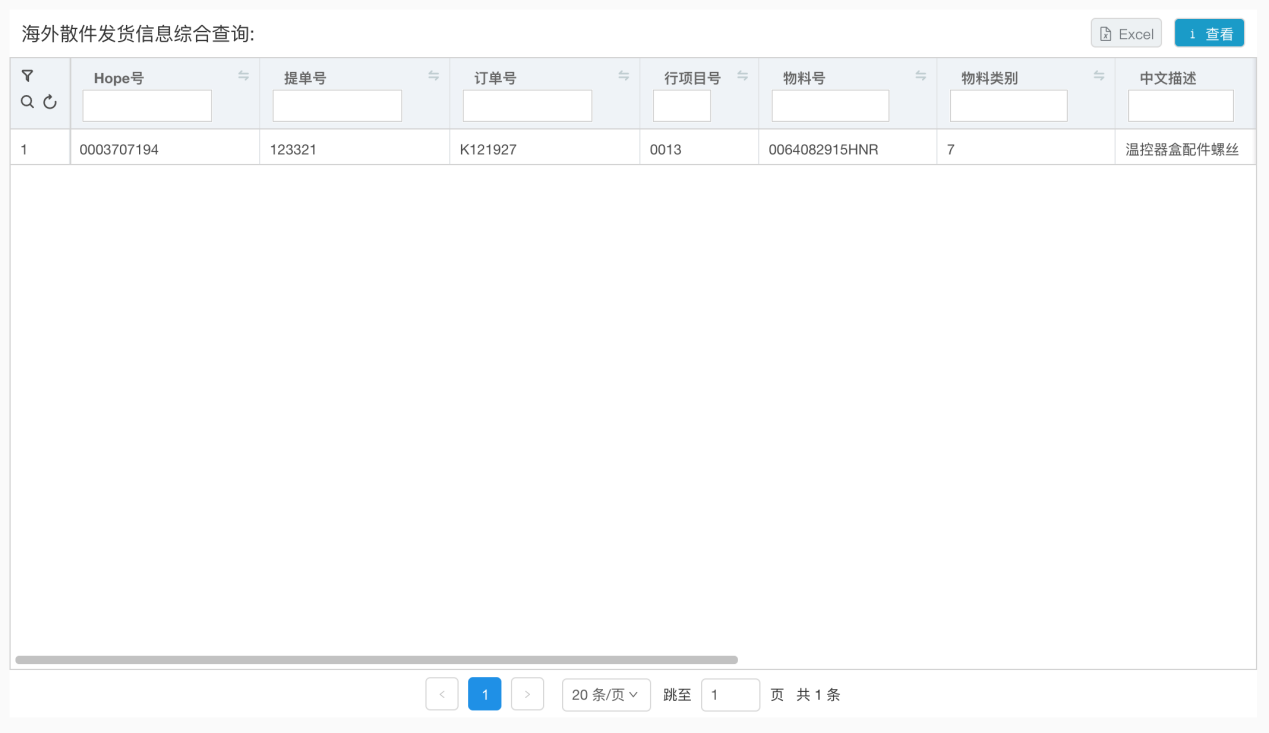 海外散件发货信息综合查询:
Excel
查看
Hope号 提单号 订单号 行项目号 物料号 物料类别 中文描述
1 0003707194 123321 K121927 0013 0064082915HNR 7 温控器盒配件螺丝
1 20 条/页 跳至 1 页 共 1 条